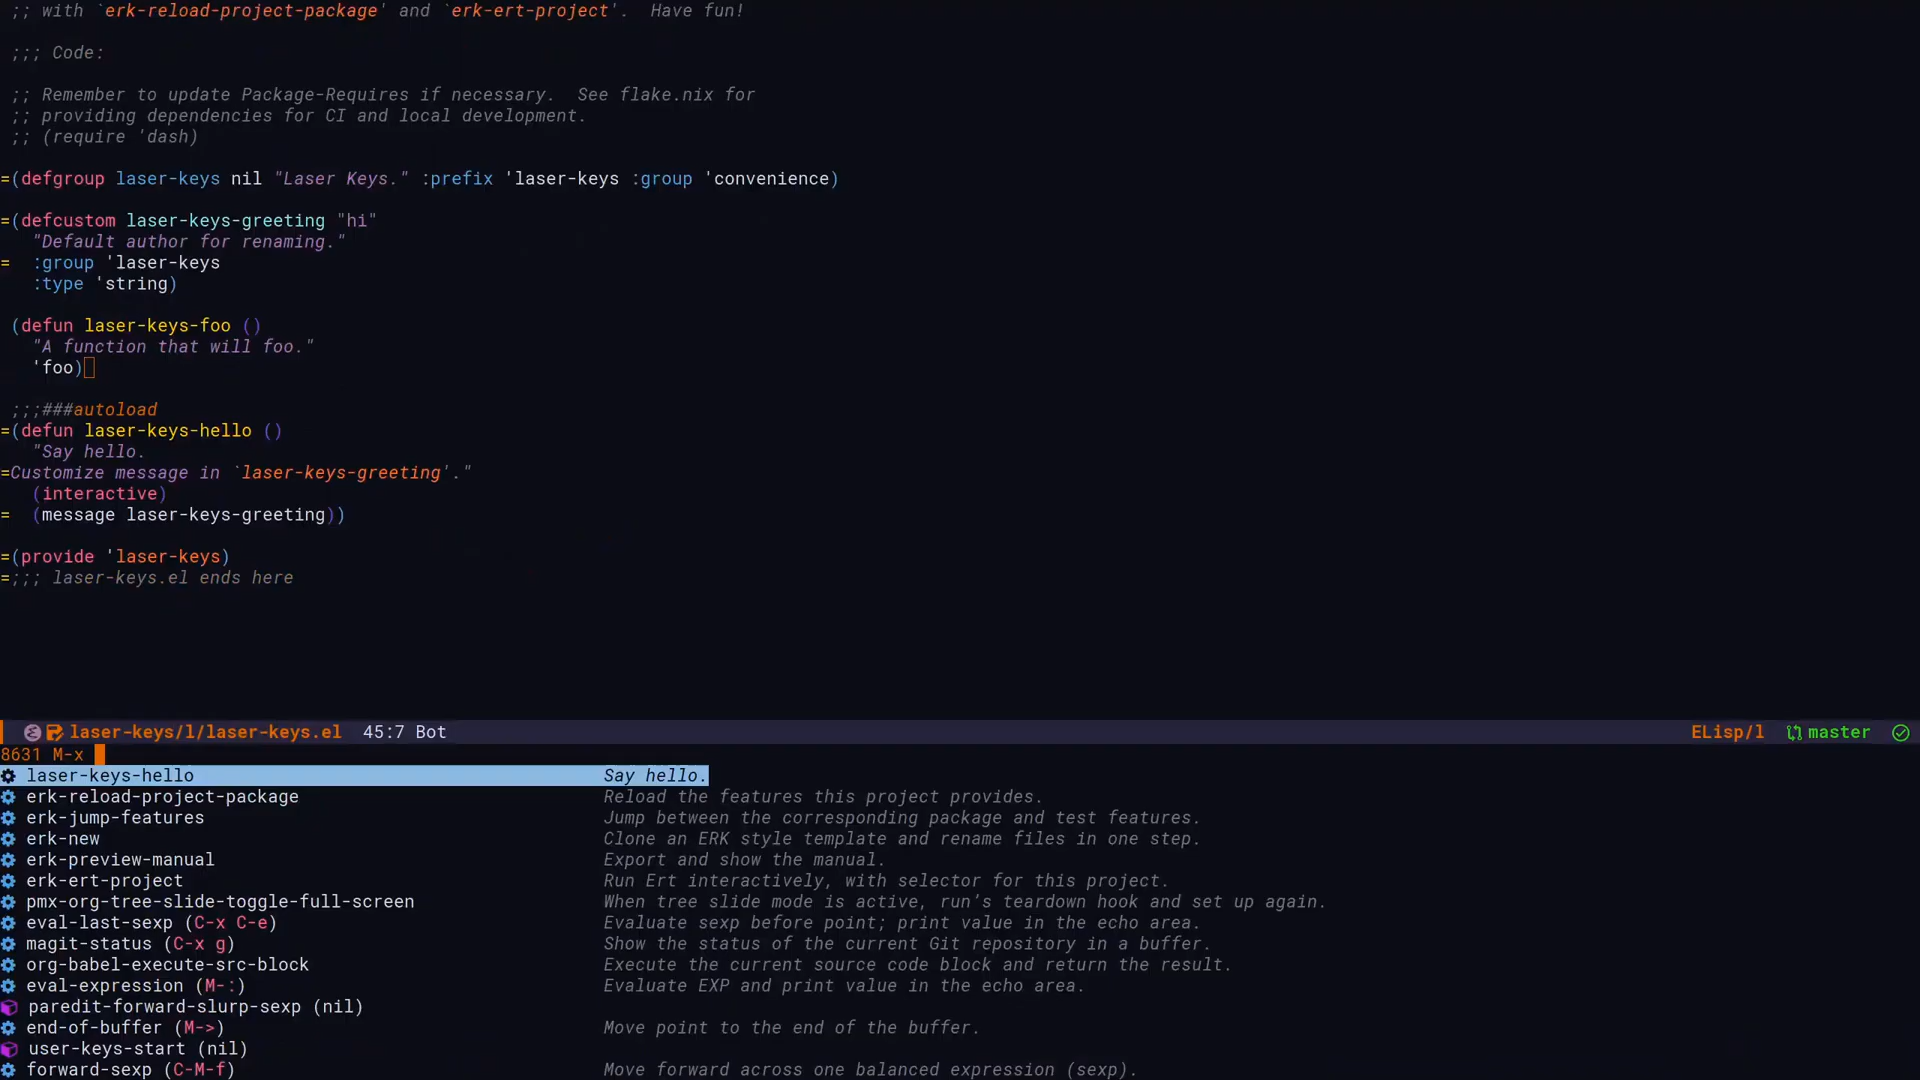 ;; with `erk-reload-project-package' and `erk-ert-project'.  Have fun!
;;; Code:
;; Remember to update Package-Requires if necessary.  See flake.nix for
;; providing dependencies for CI and local development.
;; (require 'dash)
=(defgroup laser-keys nil "Laser Keys." :prefix 'laser-keys :group 'convenience)
=(defcustom laser-keys-greeting "hi"
"Default author for renaming."
= :group 'laser-keys
:type 'string)
(defun laser-keys-foo ()
"A function that will foo."
'foo)
;;;###autoload
=(defun laser-keys-hello ()
"Say hello.
=Customize message in `laser-keys-greeting'."
(interactive)
= (message laser-keys-greeting))
=(provide 'laser-keys)
=;;; laser-keys.el ends here
laser-keys/l/laser-keys.el 45:7 Bot ELisp/l master
8631 M-x
laser-keys-hello Say hello.
erk-reload-project-package Reload the features this project provides.
erk-jump-features Jump between the corresponding package and test features.
erk-new Clone an ERK style template and rename files in one step.
erk-preview-manual Export and show the manual.
erk-ert-project Run Ert interactively, with selector for this project.
pmx-org-tree-slide-toggle-full-screen When tree slide mode is active, run's teardown hook and set up again.
eval-last-sexp (C-x C-e) Evaluate sexp before point; print value in the echo area.
magit-status (C-x g) Show the status of the current Git repository in a buffer.
org-babel-execute-src-block Execute the current source code block and return the result.
eval-expression (M-:) Evaluate EXP and print value in the echo area.
paredit-forward-slurp-sexp (nil)
end-of-buffer (M->) Move point to the end of the buffer.
user-keys-start (nil)
forward-sexp (C-M-f) Move forward across one balanced expression (sexp).